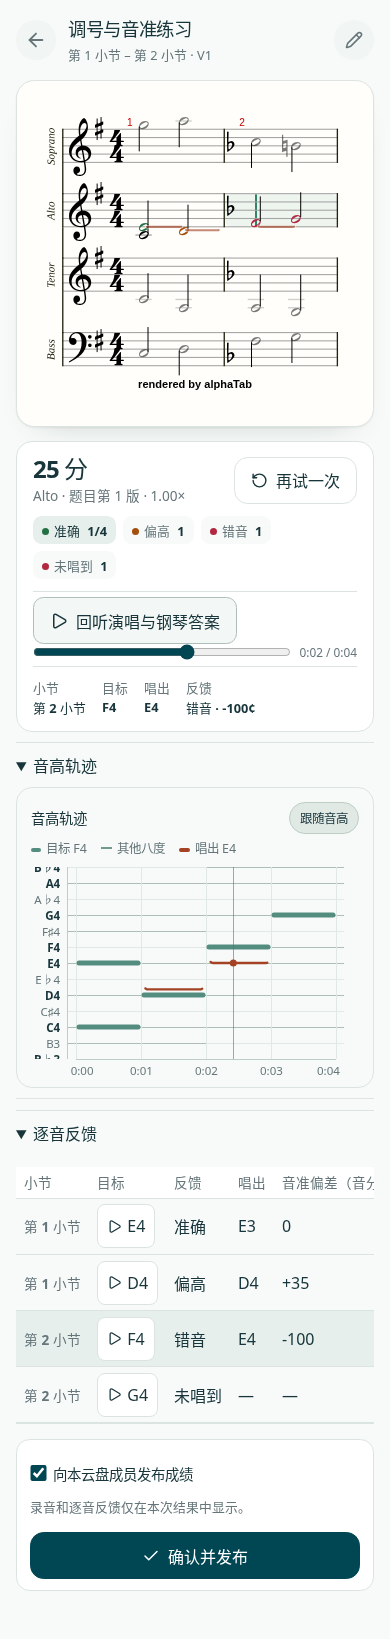 调号与音准练习
第 1 小节 – 第 2 小节 · V1
1
2
Soprano
Alto
Tenor
Bass
rendered by alphaTab
25 分
Alto · 题目第 1 版 · 1.00×
再试一次
准确 1/4
偏高 1
错音 1
未唱到 1
回听演唱与钢琴答案
0:02 / 0:04
小节 目标 唱出 反馈
第 2 小节 F4 E4 错音 · -100¢
音高轨迹
音高轨迹
跟随音高
目标 F4 其他八度 唱出 E4
B♭4
A4
A♭4
G4
F♯4
F4
E4
E♭4
D4
C♯4
C4
B3
0:00 0:01 0:02 0:03 0:04
逐音反馈
小节 目标 反馈 唱出 音准偏差（音
第 1 小节 E4 准确 E3 0
第 1 小节 D4 偏高 D4 +35
第 2 小节 F4 错音 E4 -100
第 2 小节 G4 未唱到 — —
向本云盘成员发布成绩
录音和逐音反馈仅在本次结果中显示。
确认并发布